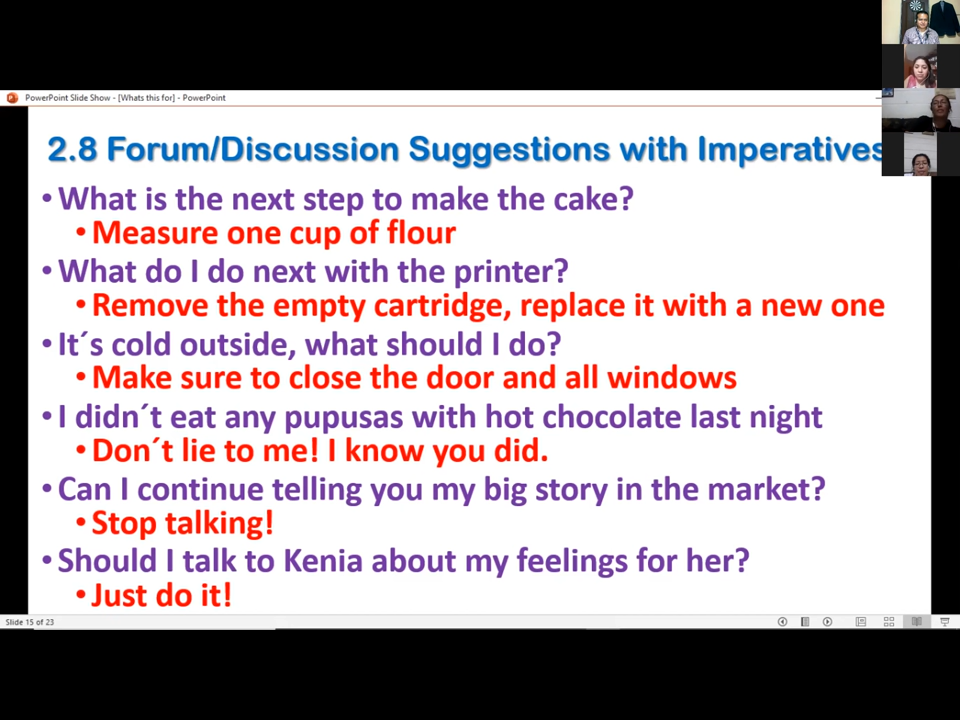 PowerPoint Slide Show - [Whats this for] - PowerPoint
2.8 Forum/Discussion Suggestions with Imperatives
• What is the next step to make the cake?
• Measure one cup of flour
• What do I do next with the printer?
• Remove the empty cartridge, replace it with a new one
• It´s cold outside, what should I do?
• Make sure to close the door and all windows
• I didn´t eat any pupusas with hot chocolate last night
• Don´t lie to me! I know you did.
• Can I continue telling you my big story in the market?
• Stop talking!
• Should I talk to Kenia about my feelings for her?
• Just do it!
Slide 15 of 23